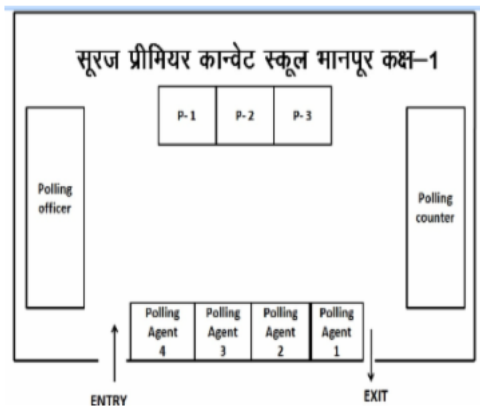 सूरज प्रीमियर कान्वेट स्कूल भानपूर कक्ष–1
P-1 P-2 P-3
Polling
officer
Polling
counter
Polling
Agent
4
Polling
Agent
3
Polling
Agent
2
Polling
Agent
1
ENTRY
EXIT